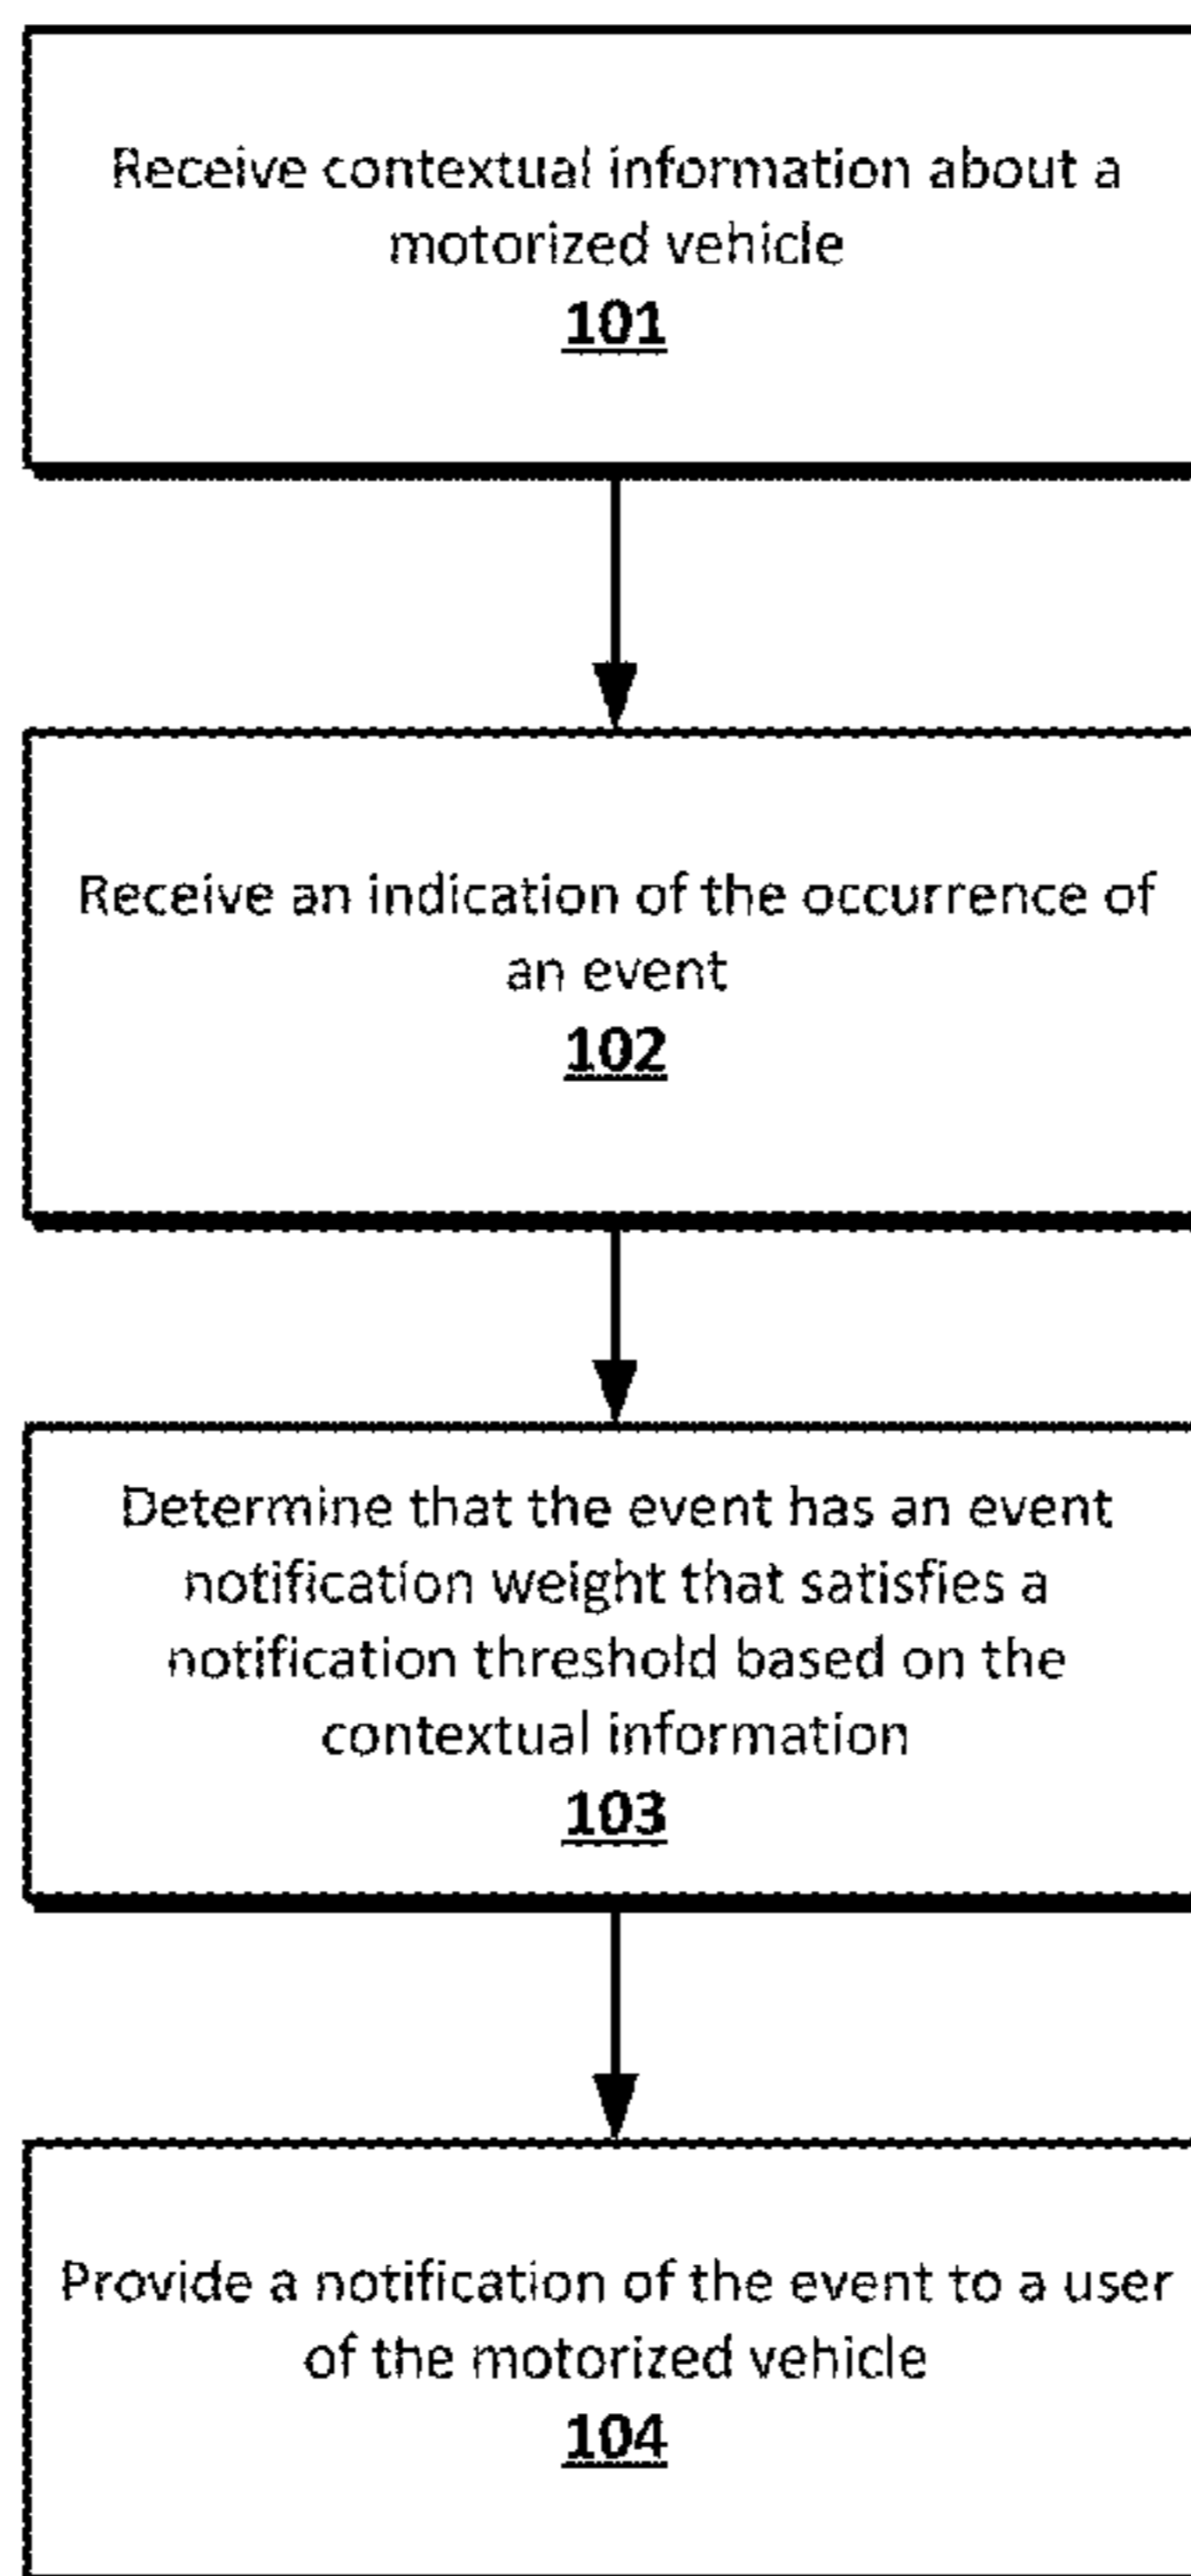 Receive contextual information about a
motorized vehicle
101
Receive an indication of the occurrence of
an event
102
Determine that the event has an event
notification weight that satisfies a
notification threshold based on the
contextual information
103
Provide a notification of the event to a user
of the motorized vehicle
104